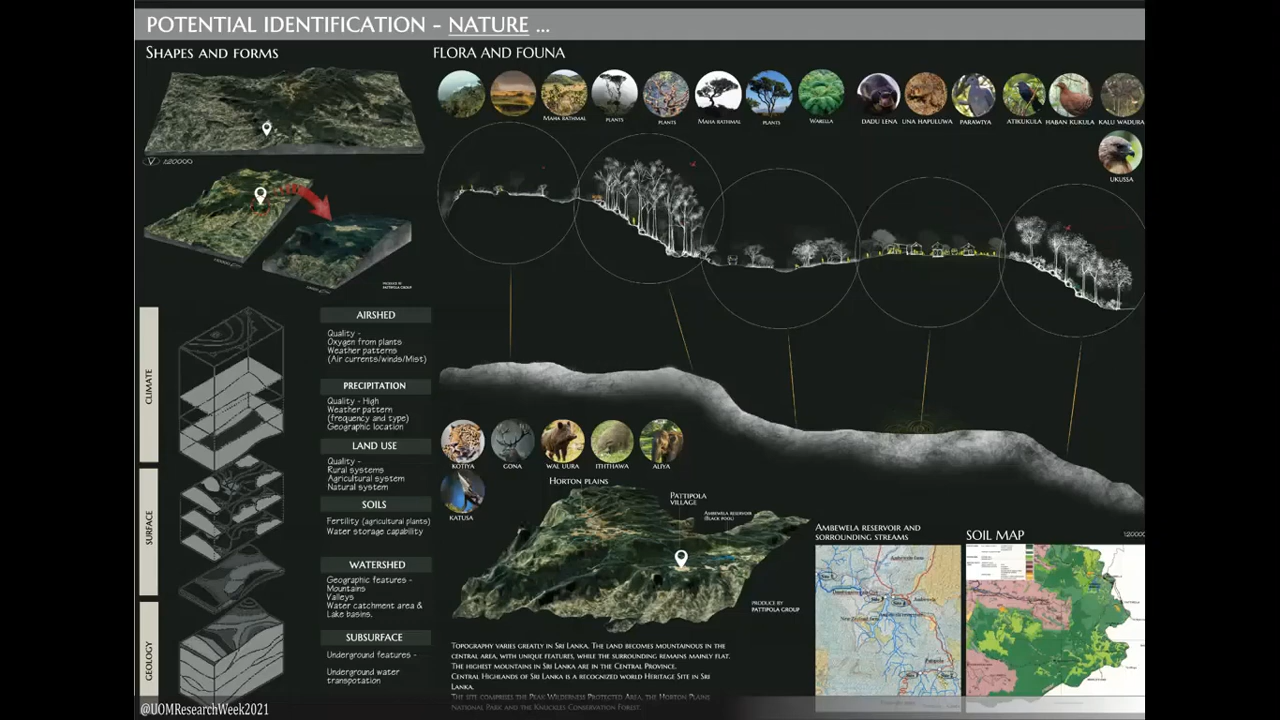 POTENTIAL IDENTIFICATION - NATURE ...
SHAPES AND FORMS
FLORA AND FOUNA
MAHA RATHMAL
PLANTS
PLANTS
MAHA RATHMAL
PLANTS
WARELLA
DADU LENA
UNA HAPULUWA
PARAWIYA
ATIKUKULA
HABAN KUKULA
KALU WADURA
UKUSSA
1:20000
PRODUCE BY
PATTIPOLA GROUP
CLIMATE
SURFACE
GEOLOGY
AIRSHED
Quality -
Oxygen from plants
Weather patterns
(Air currents/winds/Mist)
PRECIPITATION
Quality - High
Weather pattern
(frequency and type)
Geographic location
LAND USE
Quality -
Rural systems
Agricultural system
Natural system
SOILS
Fertility (agricultural plants)
Water storage capability
WATERSHED
Geographic features -
Mountains
Valleys
Water catchment area &
Lake basins.
SUBSURFACE
Underground features -
Underground water
transpotation
KOTIYA
GONA
WAL UURA
ITHTHAWA
ALIYA
KATUSA
HORTON PLAINS
PATTIPOLA
VILLAGE
AMBEWELA RESERVOIR
(BLACK POOL)
PRODUCE BY
PATTIPOLA GROUP
TOPOGRAPHY VARIES GREATLY IN SRI LANKA. THE LAND BECOMES MOUNTAINOUS IN THE
CENTRAL AREA, WITH UNIQUE FEATURES, WHILE THE SURROUNDING REMAINS MAINLY FLAT.
THE HIGHEST MOUNTAINS IN SRI LANKA ARE IN THE CENTRAL PROVINCE.
CENTRAL HIGHLANDS OF SRI LANKA IS A RECOGNIZED WORLD HERITAGE SITE IN SRI
LANKA.
THE SITE COMPRISES THE PEAK WILDERNESS PROTECTED AREA, THE HORTON PLAINS
NATIONAL PARK AND THE KNUCKLES CONSERVATION FOREST.
AMBEWELA RESERVOIR AND
SORROUNDING STREAMS
SOIL MAP
1:20000
@UOMResearchWeek2021